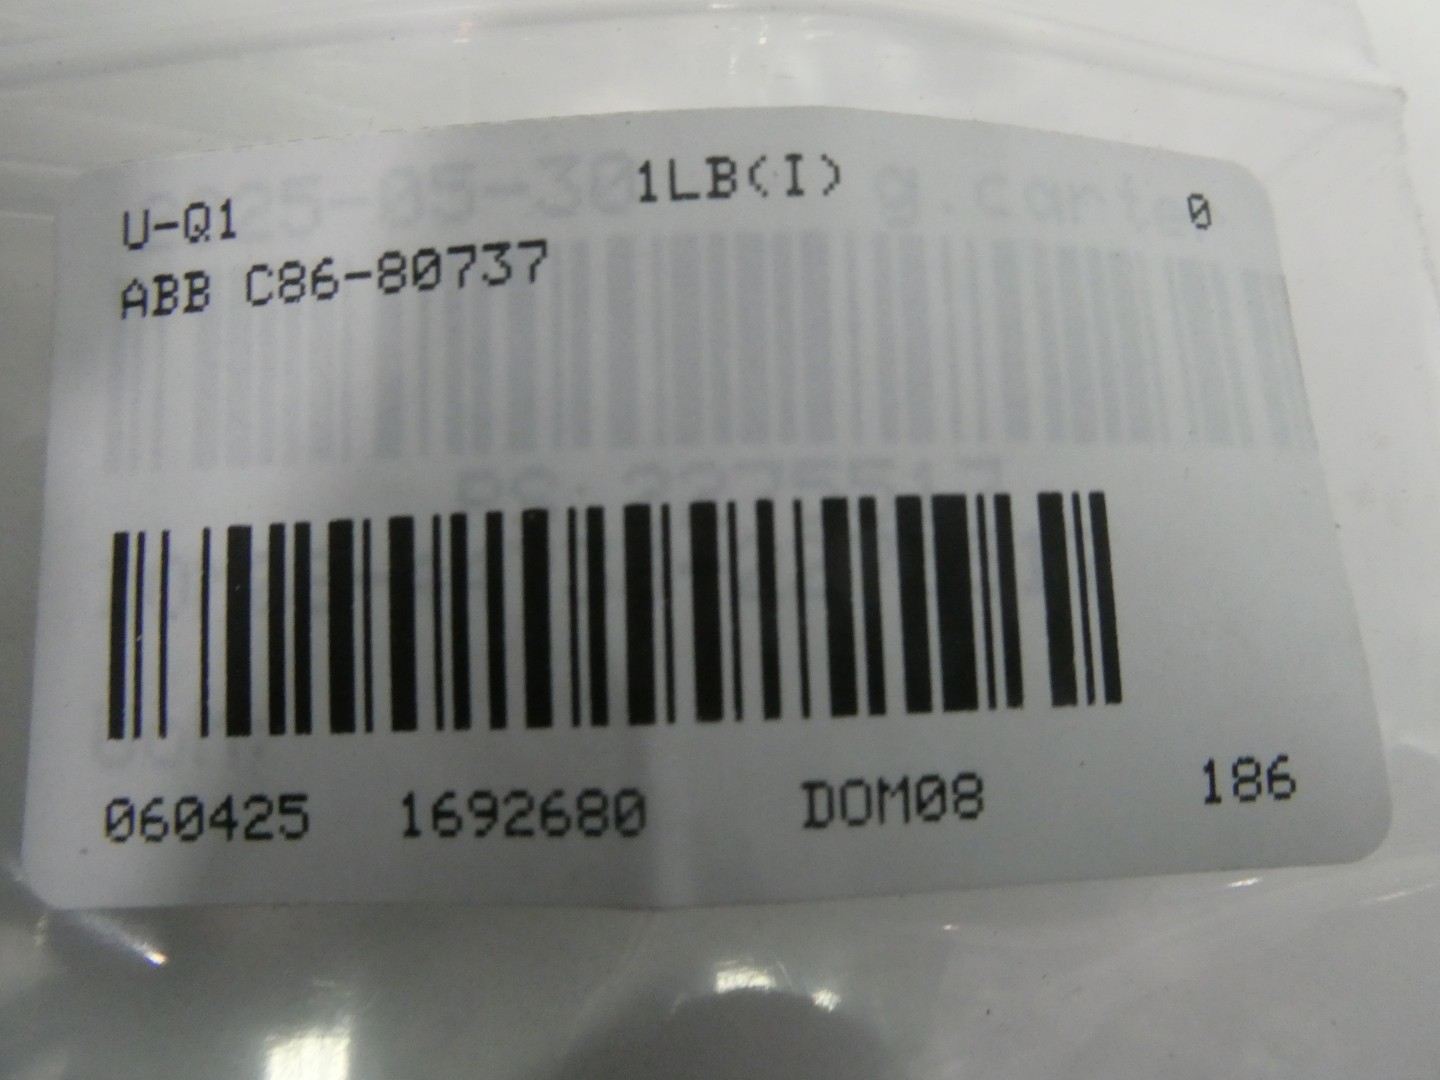 U-Q1 1LB(I) 0
ABB C86-80737
060425 1692680 DOM08 186